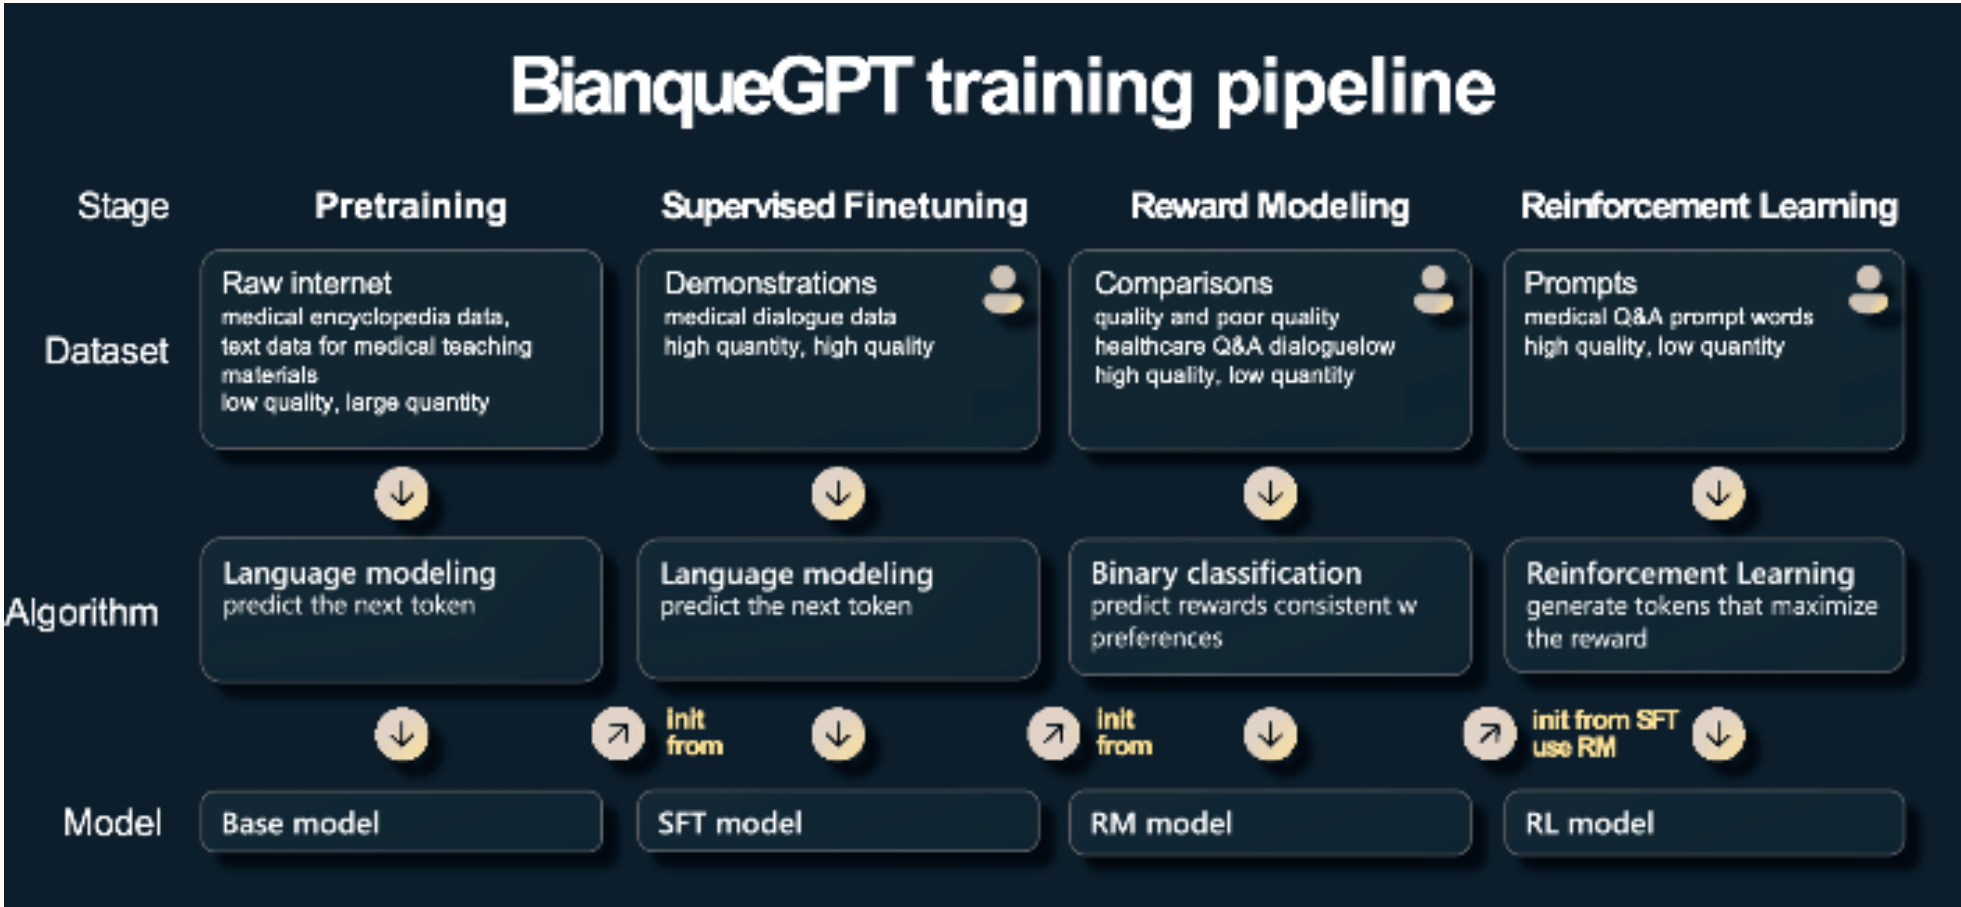 BianqueGPT training pipeline
Stage
Pretraining
Supervised Finetuning
Reward Modeling
Reinforcement Learning
Dataset
Raw internet
medical encyclopedia data,
text data for medical teaching
materials
low quality, large quantity
Demonstrations
medical dialogue data
high quantity, high quality
Comparisons
quality and poor quality
healthcare Q&A dialoguelow
high quality, low quantity
Prompts
medical Q&A prompt words
high quality, low quantity
Algorithm
Language modeling
predict the next token
Language modeling
predict the next token
Binary classification
predict rewards consistent w
preferences
Reinforcement Learning
generate tokens that maximize
the reward
init
from
init
from
init from SFT
use RM
Model
Base model
SFT model
RM model
RL model